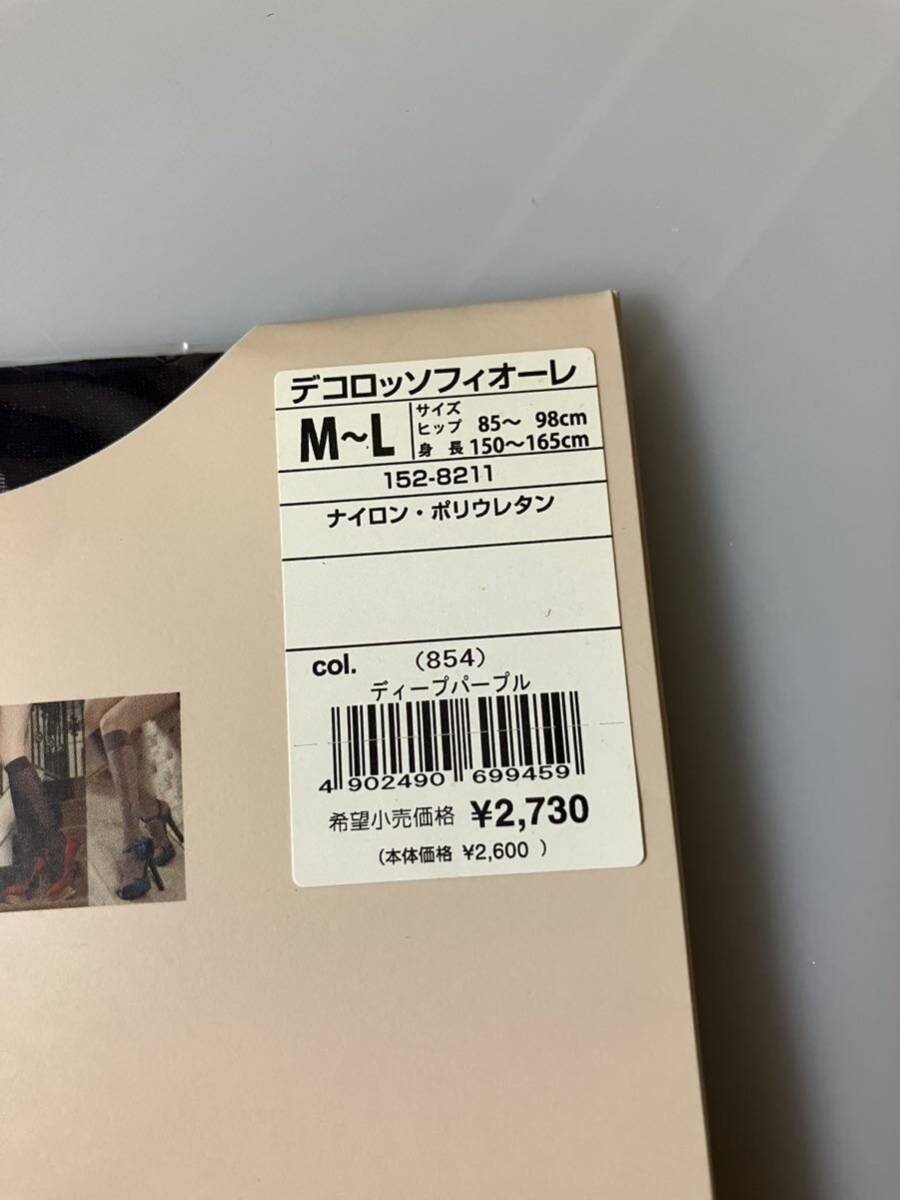 デコロッソフィオーレ
M〜L
サイズ
ヒップ 85〜 98cm
身 長 150〜165cm
152-8211
ナイロン・ポリウレタン
col. (854)
ディープパープル
4 902490 699459
希望小売価格 ¥2,730
(本体価格 ¥2,600 )